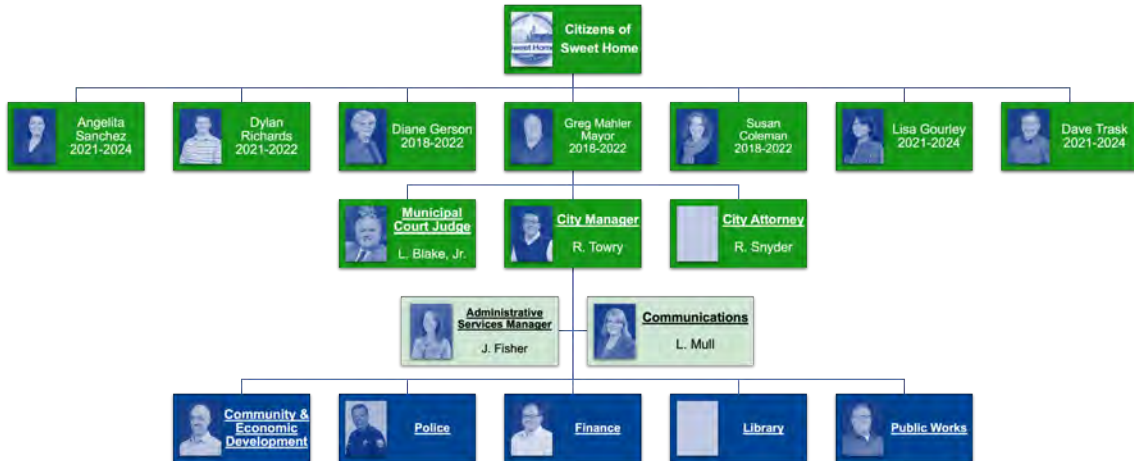 Sweet Home
Citizens of
Sweet Home
Angelita
Sanchez
2021-2024
Dylan
Richards
2021-2022
Diane Gerson
2018-2022
Greg Mahler
Mayor
2018-2022
Susan
Coleman
2018-2022
Lisa Gourley
2021-2024
Dave Trask
2021-2024
Municipal
Court Judge
L. Blake, Jr.
City Manager
R. Towry
City Attorney
R. Snyder
Administrative
Services Manager
J. Fisher
Communications
L. Mull
Community &
Economic
Development
Police
Finance
Library
Public Works